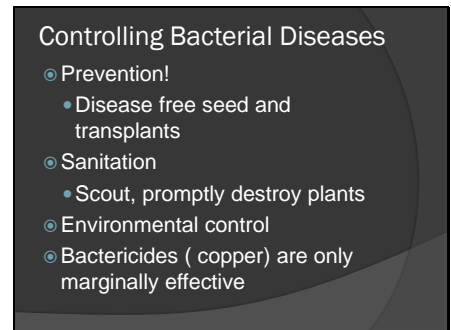 Controlling Bacterial Diseases
Prevention!
Disease free seed and
transplants
Sanitation
Scout, promptly destroy plants
Environmental control
Bactericides ( copper) are only
marginally effective